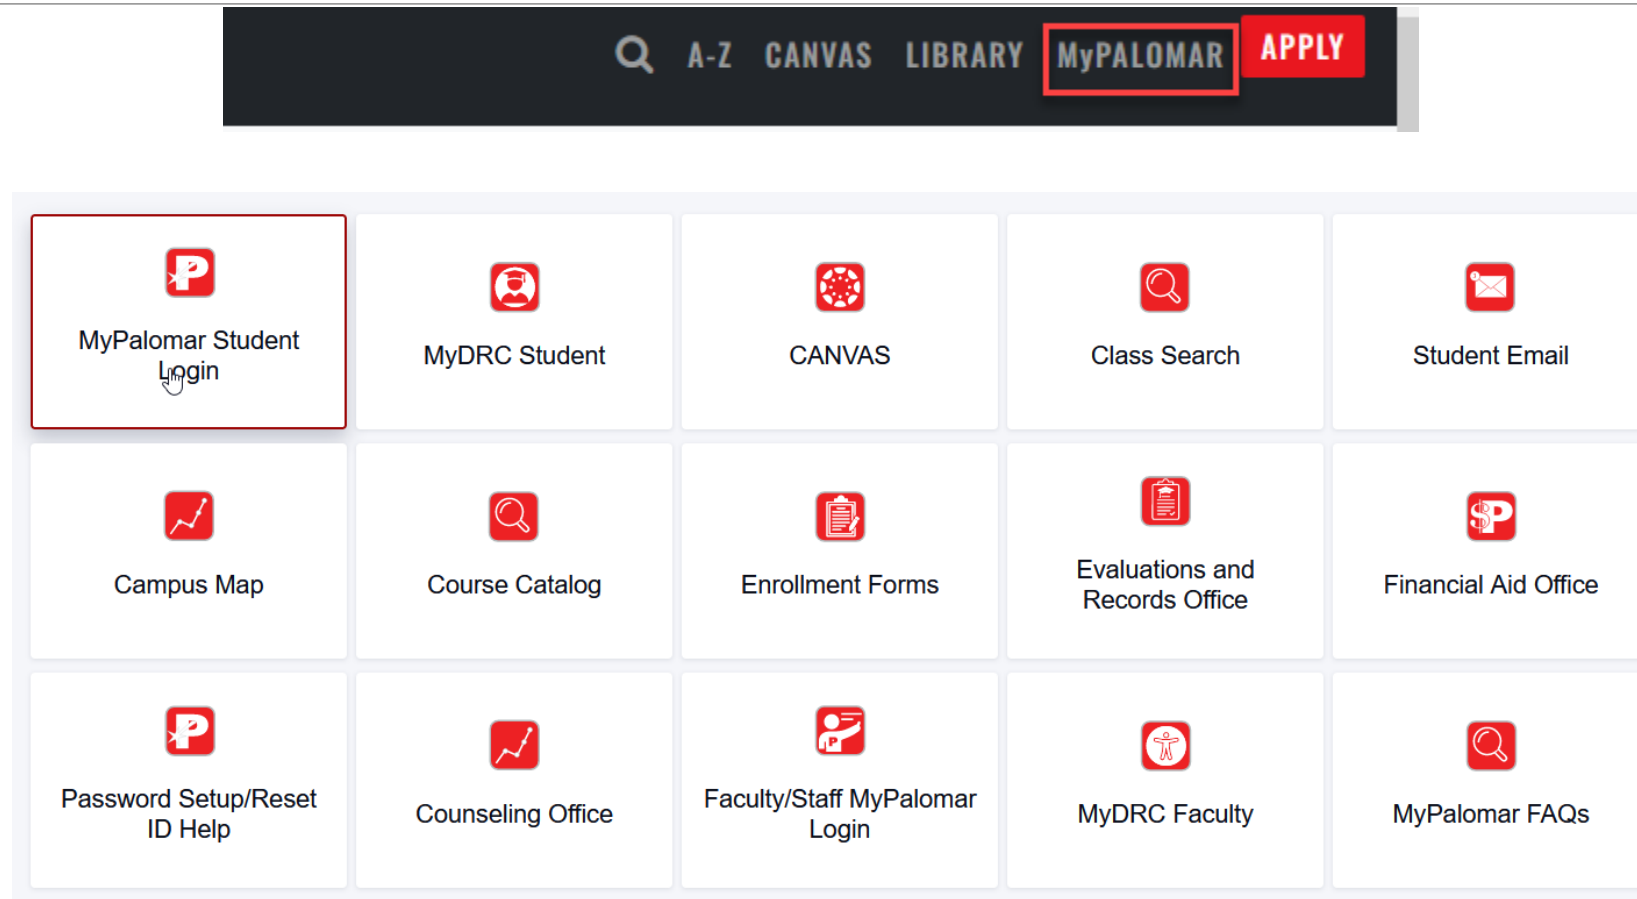 A-Z CANVAS LIBRARY MyPALOMAR APPLY
MyPalomar Student
Login
MyDRC Student
CANVAS
Class Search
Student Email
Campus Map
Course Catalog
Enrollment Forms
Evaluations and
Records Office
Financial Aid Office
Password Setup/Reset
ID Help
Counseling Office
Faculty/Staff MyPalomar
Login
MyDRC Faculty
MyPalomar FAQs